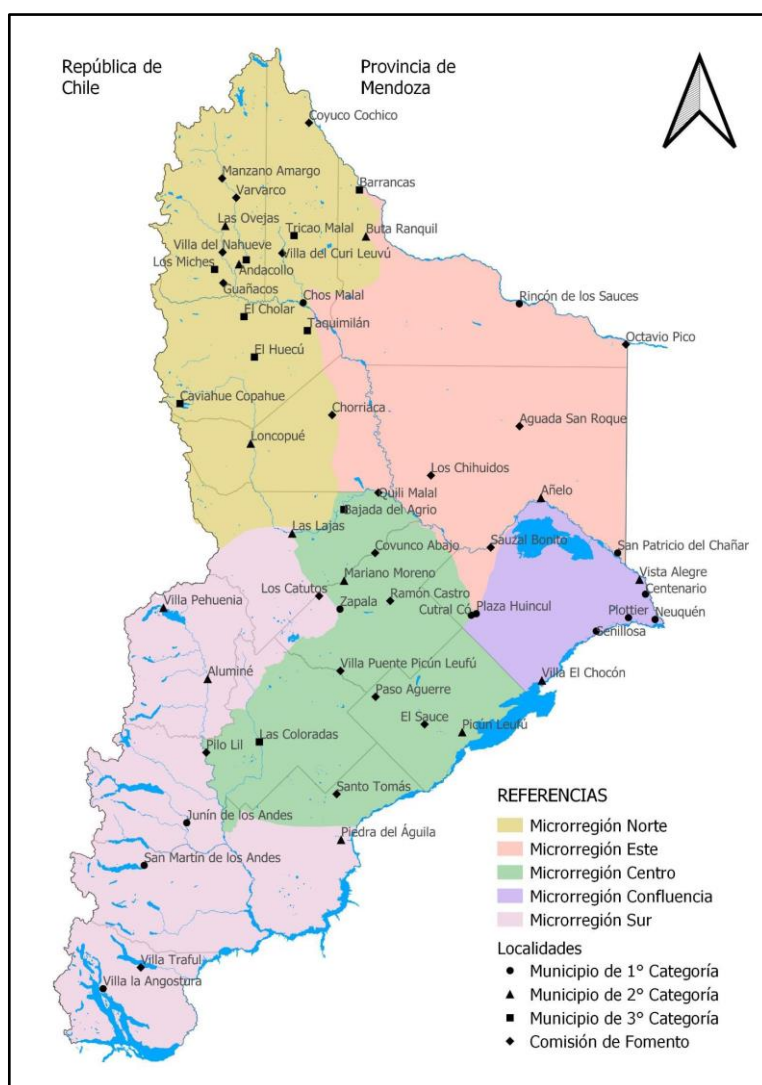 República de
Chile
Provincia de
Mendoza
Coyuco Cochico
Manzano Amargo
Barrancas
Varvarco
Las Ovejas
Tricao Malal
Buta Ranquil
Villa del Nahueve
Villa del Curi Leuvú
Los Miches
Andacollo
Guañacos
Chos Malal
Rincón de los Sauces
El Cholar
Taquimilán
Octavio Pico
El Huecú
Caviahue Copahue
Chorriaca
Aguada San Roque
Loncopué
Los Chihuidos
Quili Malal
Añelo
Bajada del Agrio
Las Lajas
Covunco Abajo
Sauzal Bonito
San Patricio del Chañar
Mariano Moreno
Vista Alegre
Los Catutos
Ramón Castro
Centenario
Villa Pehuenia
Zapala
Cutral Có
Plaza Huincul
Plottier
Neuquén
Senillosa
Villa Puente Picún Leufú
Aluminé
Villa El Chocón
Paso Aguerre
El Sauce
Picún Leufú
Las Coloradas
Pilo Lil
Santo Tomás
Junín de los Andes
Piedra del Águila
San Martín de los Andes
Villa Traful
Villa la Angostura
REFERENCIAS
Microrregión Norte
Microrregión Este
Microrregión Centro
Microrregión Confluencia
Microrregión Sur
Localidades
Municipio de 1° Categoría
Municipio de 2° Categoría
Municipio de 3° Categoría
Comisión de Fomento